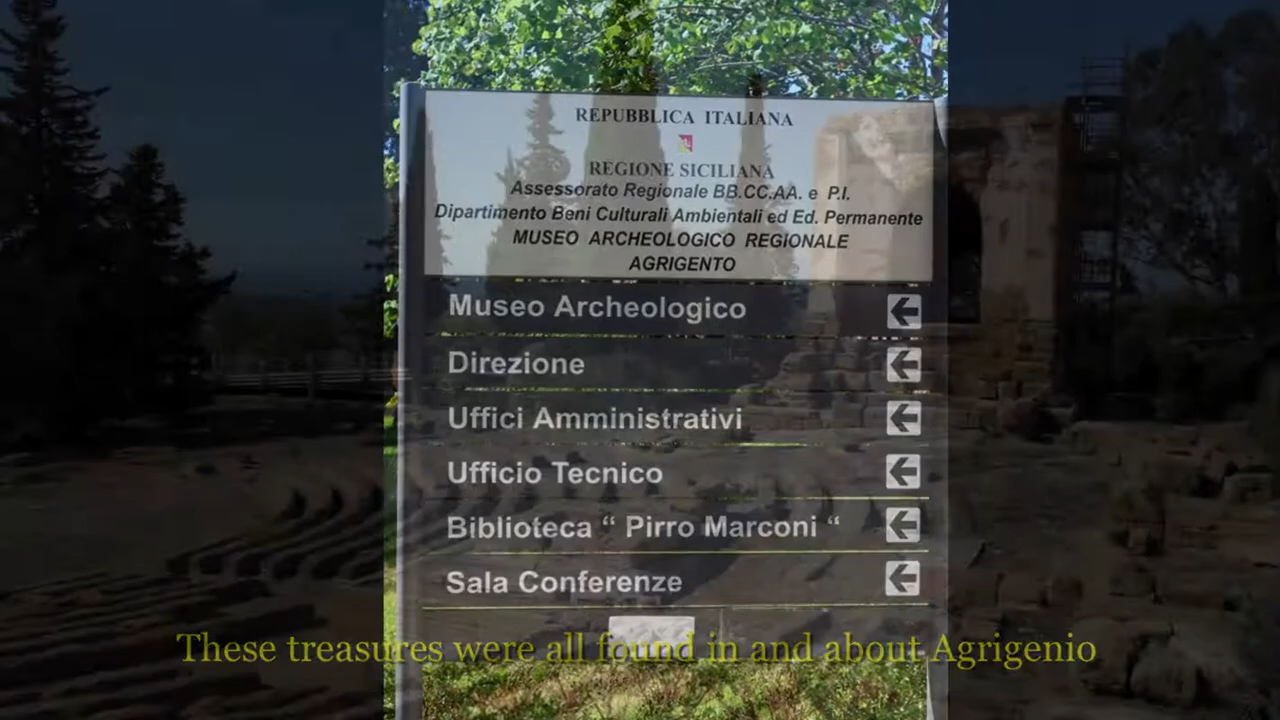 REPUBBLICA ITALIANA
REGIONE SICILIANA
Assessorato Regionale BB.CC.AA. e P.I.
Dipartimento Beni Culturali Ambientali ed Ed. Permanente
MUSEO ARCHEOLOGICO REGIONALE
AGRIGENTO
Museo Archeologico
Direzione
Uffici Amministrativi
Ufficio Tecnico
Biblioteca “ Pirro Marconi “
Sala Conferenze
These treasures were all found in and about Agrigenio